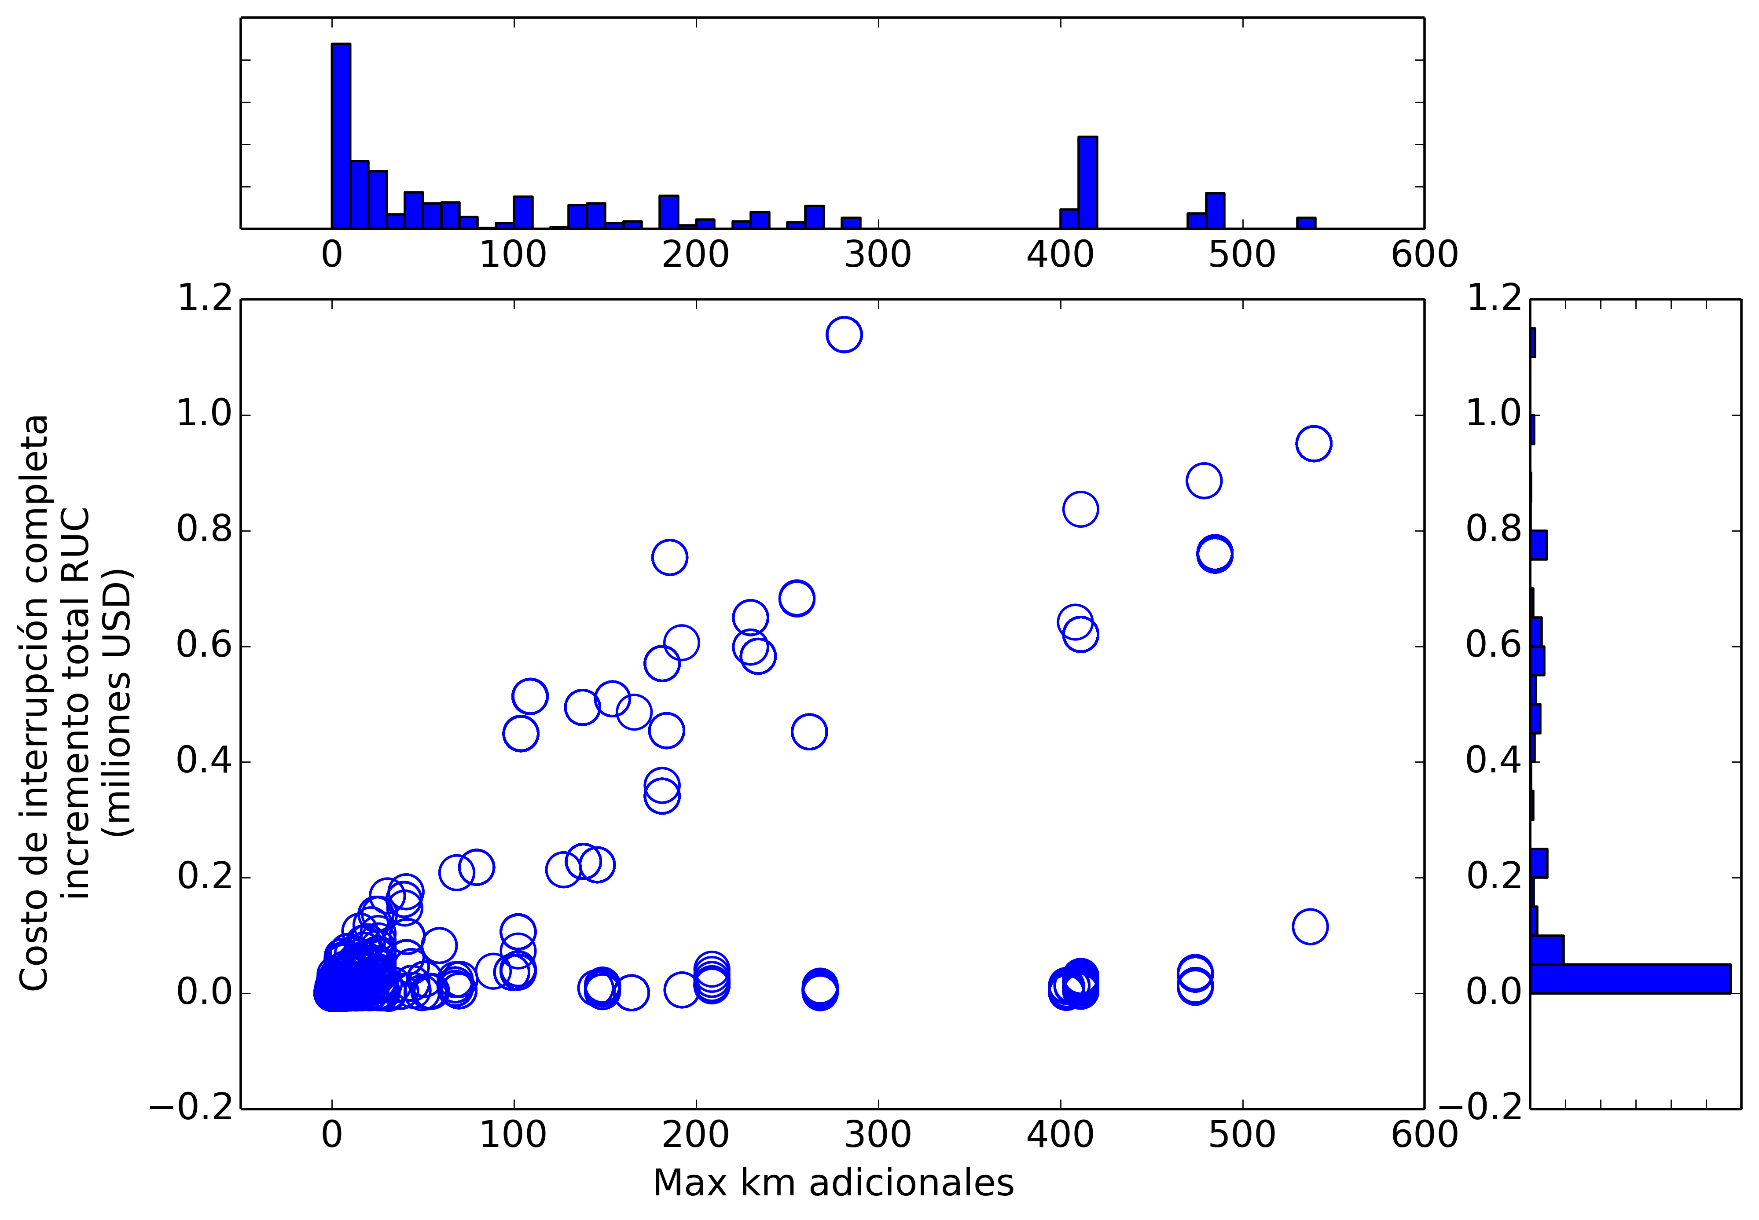 0 100 200 300 400 500 600
1.2
1.0
0.8
0.6
0.4
0.2
0.0
−0.2
1.2
1.0
0.8
0.6
0.4
0.2
0.0
−0.2
Costo de interrupción completa
incremento total RUC
(miliones USD)
0 100 200 300 400 500 600
Max km adicionales